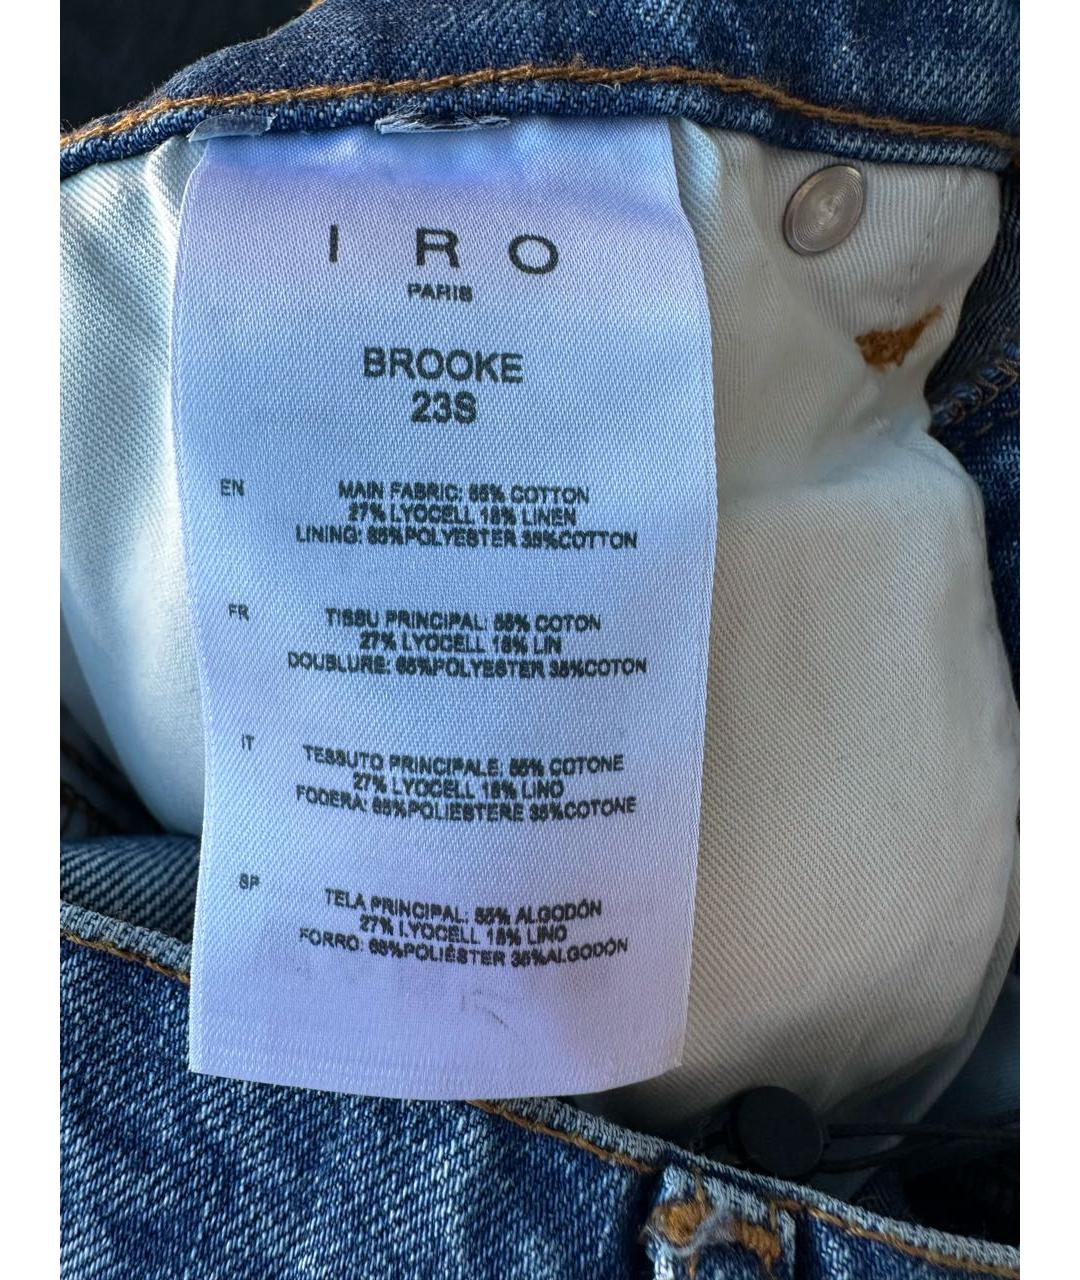 IRO
PARIS
BROOKE
23S
EN
MAIN FABRIC: 55% COTTON
27% LYOCELL 18% LINEN
LINING: 65%POLYESTER 35%COTTON
FR
TISSU PRINCIPAL: 55% COTON
27% LYOCELL 18% LIN
DOUBLURE: 65%POLYESTER 35%COTON
IT
TESSUTO PRINCIPALE: 55% COTONE
27% LYOCELL 18% LINO
FODERA: 65%POLIESTERE 35%COTONE
SP
TELA PRINCIPAL: 55% ALGODÓN
27% LYOCELL 18% LINO
FORRO: 65%POLIÉSTER 35%ALGODÓN